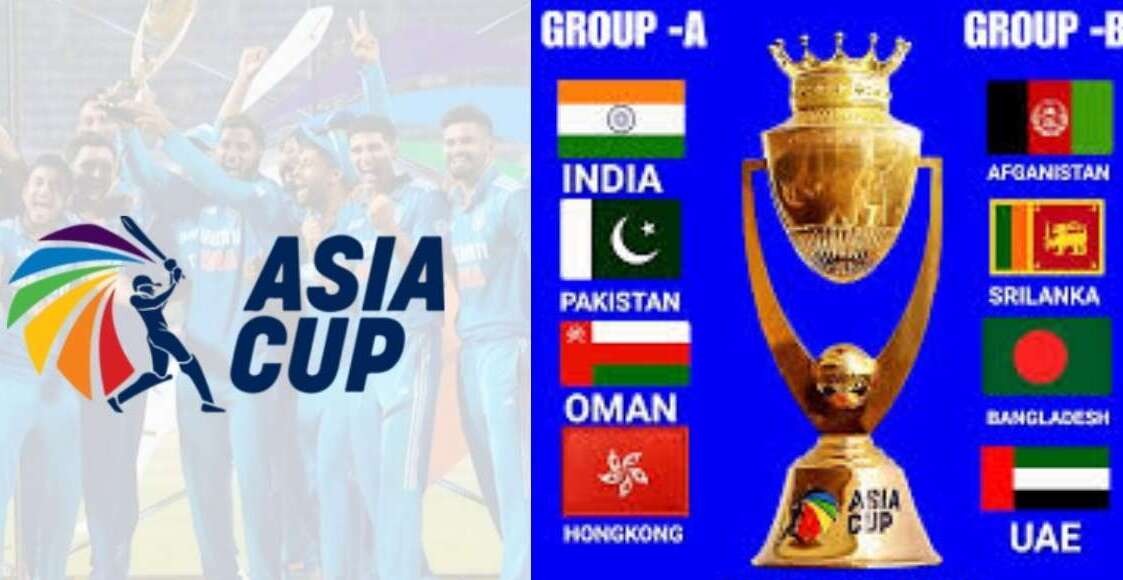 ASIA
CUP
GROUP -A
INDIA
PAKISTAN
OMAN
HONGKONG
GROUP -B
AFGANISTAN
SRILANKA
BANGLADESH
UAE
ASIA
CUP